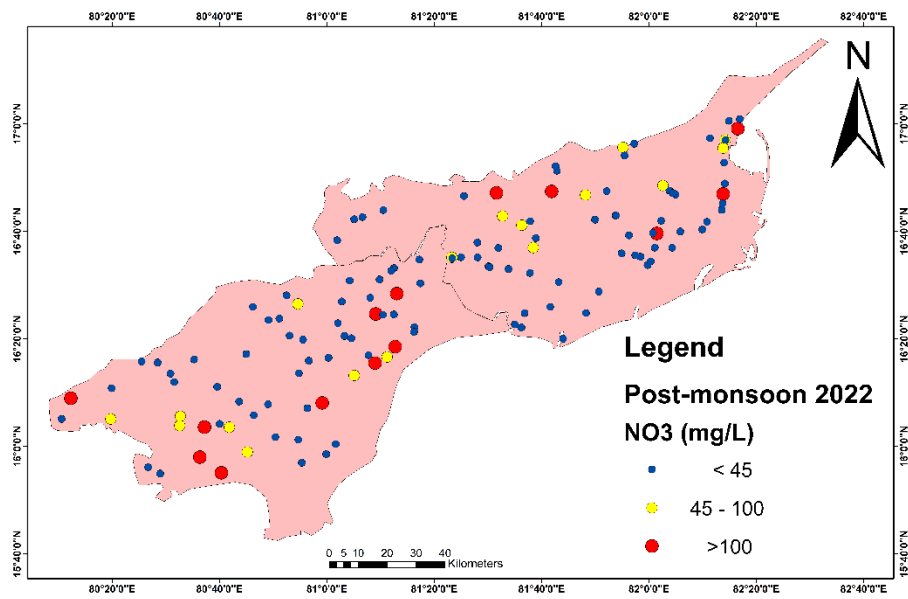 80°20'0"E 80°40'0"E 81°0'0"E 81°20'0"E 81°40'0"E 82°0'0"E 82°20'0"E 82°40'0"E
N
17°0'0"N 17°0'0"N
16°40'0"N 16°40'0"N
16°20'0"N 16°20'0"N
Legend
Post-monsoon 2022
NO3 (mg/L)
< 45
45 - 100
>100
16°0'0"N 16°0'0"N
15°40'0"N 15°40'0"N
0 5 10 20 30 40
Kilometers
80°20'0"E 80°40'0"E 81°0'0"E 81°20'0"E 81°40'0"E 82°0'0"E 82°20'0"E 82°40'0"E